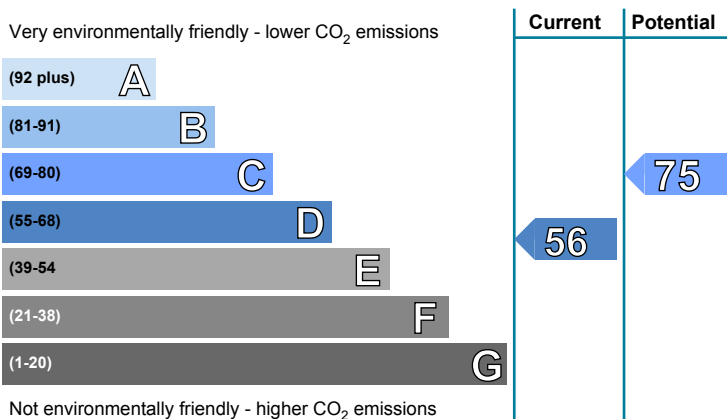 Very environmentally friendly - lower CO2 emissions
Current
Potential
(92 plus) A
(81-91) B
(69-80) C
75
(55-68) D
56
(39-54 E
(21-38) F
(1-20) G
Not environmentally friendly - higher CO2 emissions